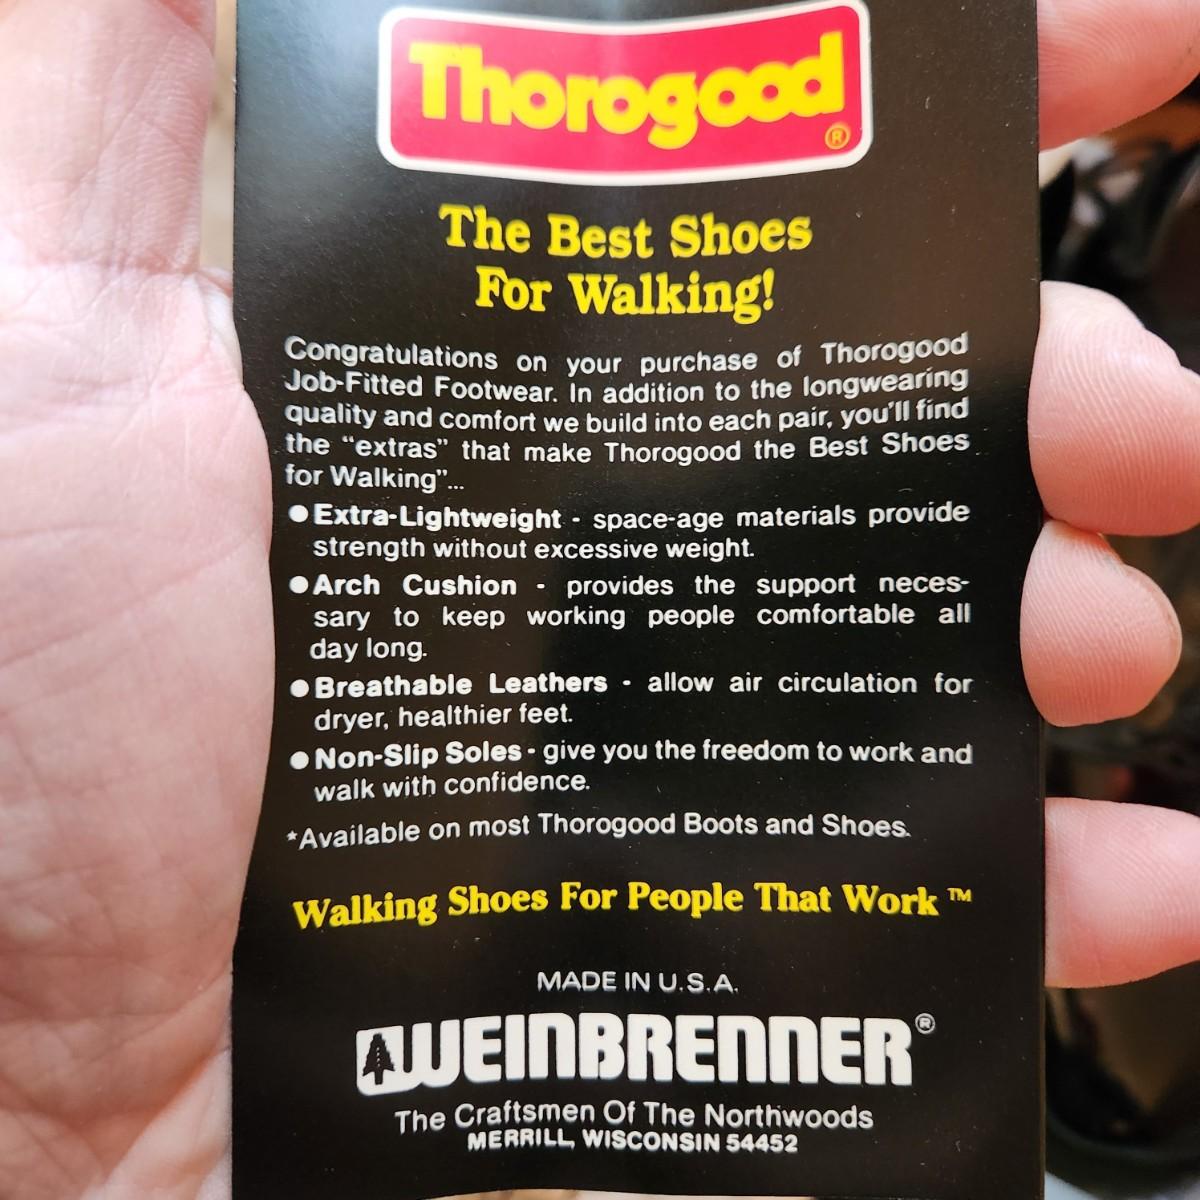 Thorogood®
The Best Shoes
For Walking!
Congratulations on your purchase of Thorogood
Job-Fitted Footwear. In addition to the longwearing
quality and comfort we build into each pair, you'll find
the "extras" that make Thorogood the Best Shoes
for Walking"...
● Extra-Lightweight - space-age materials provide
strength without excessive weight.
● Arch Cushion - provides the support neces-
sary to keep working people comfortable all
day long.
● Breathable Leathers - allow air circulation for
dryer, healthier feet.
● Non-Slip Soles - give you the freedom to work and
walk with confidence.
*Available on most Thorogood Boots and Shoes.
Walking Shoes For People That Work™
MADE IN U.S.A.
WEINBRENNER®
The Craftsmen Of The Northwoods
MERRILL, WISCONSIN 54452